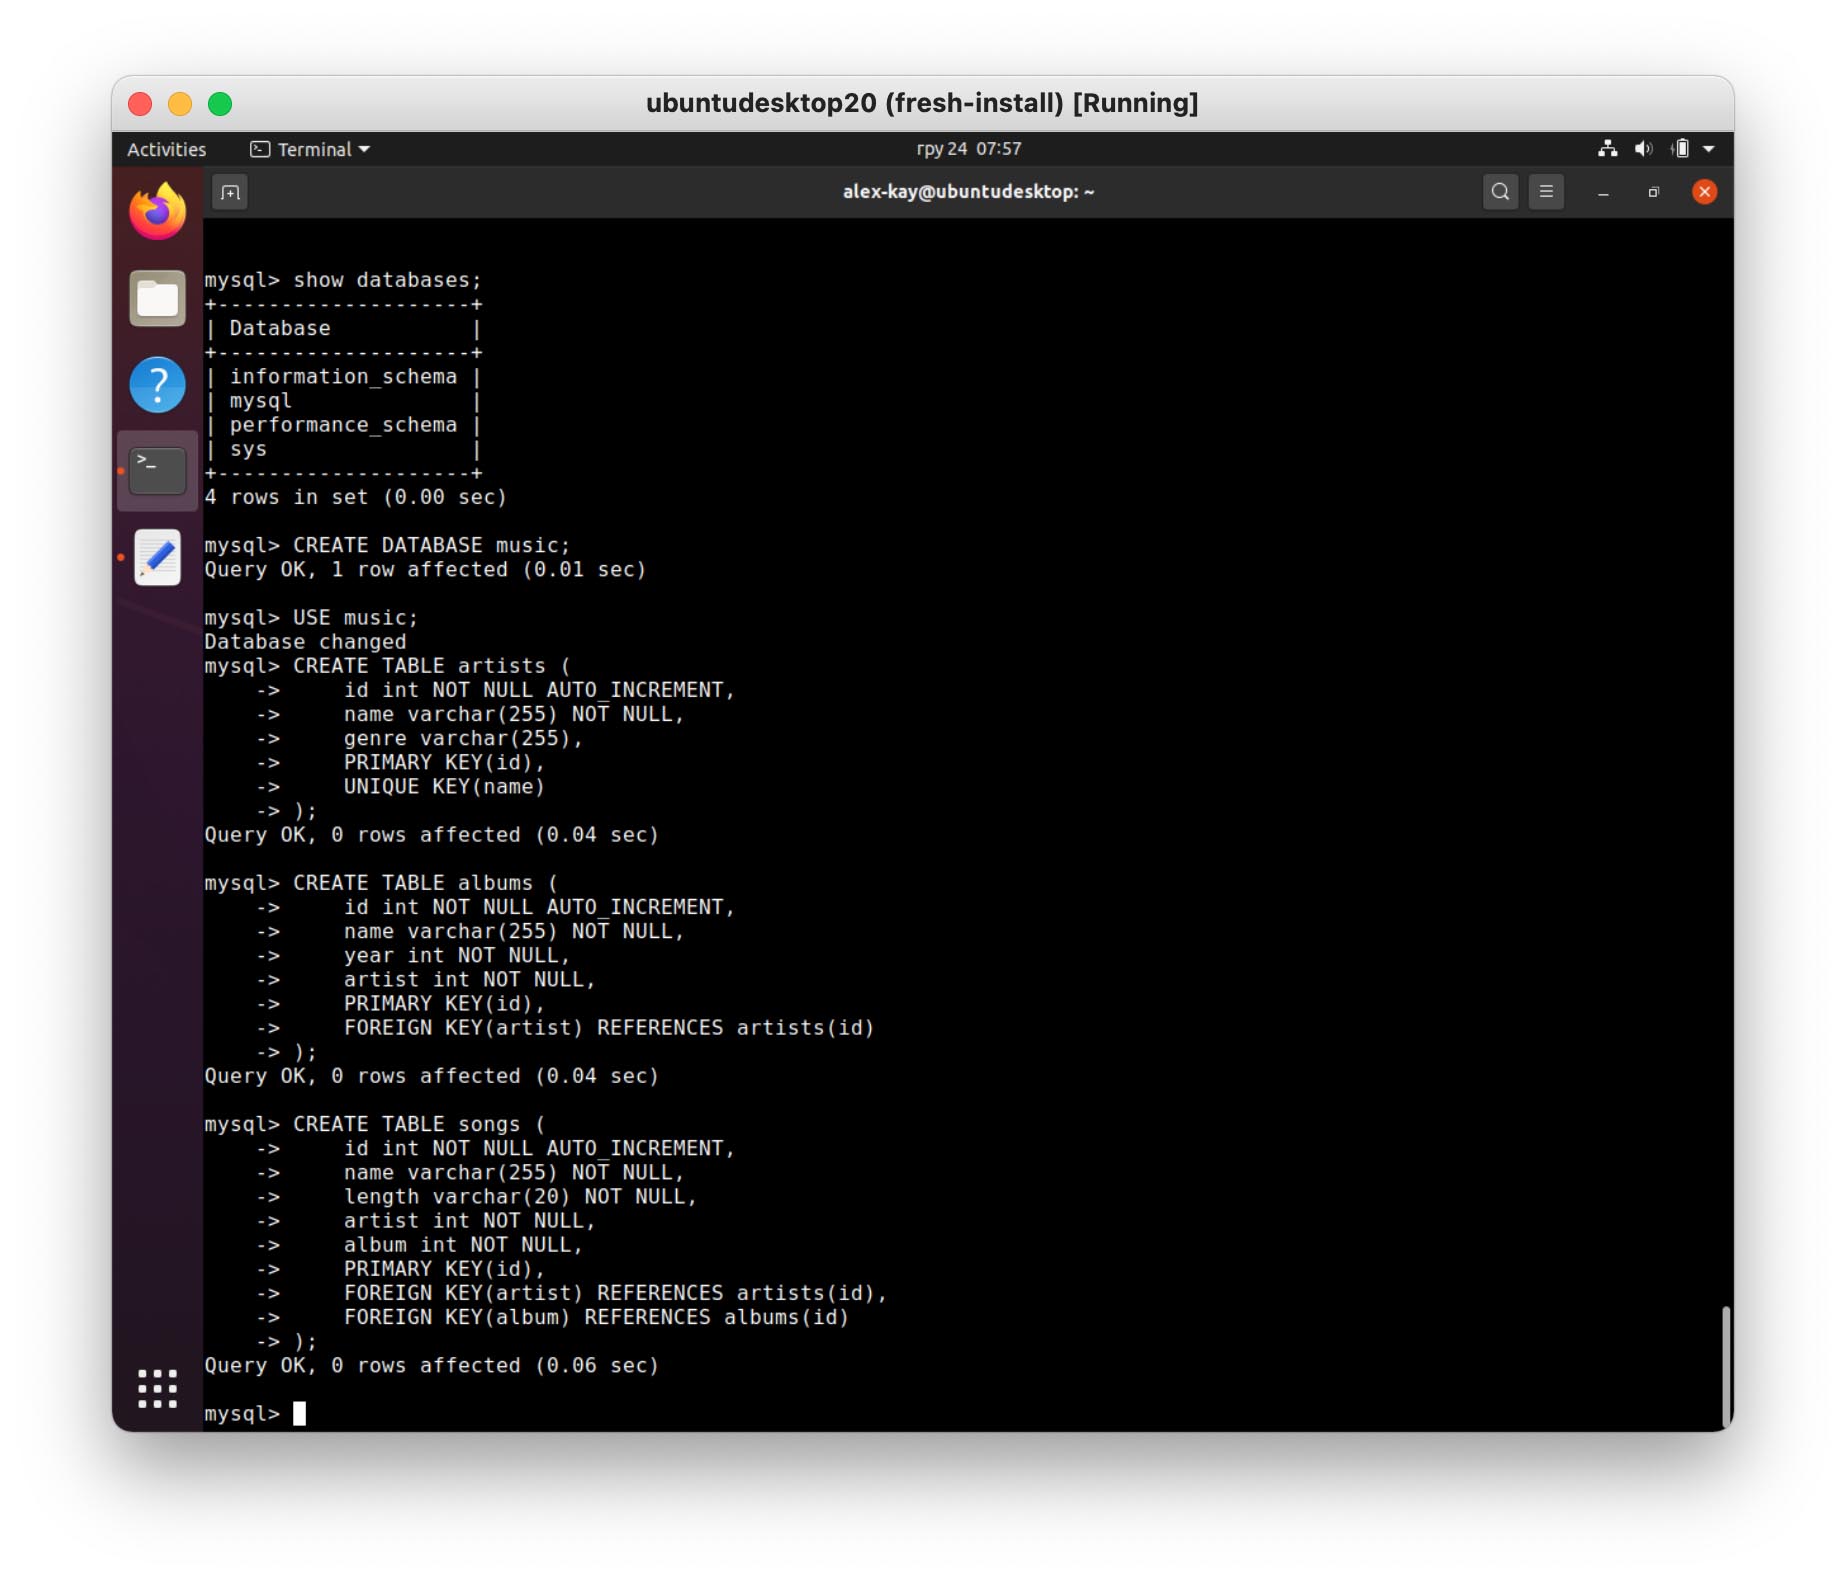 ubuntudesktop20 (fresh-install) [Running]
Activities Terminal гру 24 07:57
alex-kay@ubuntudesktop: ~
mysql> show databases;
+--------------------+
| Database           |
+--------------------+
| information_schema |
| mysql              |
| performance_schema |
| sys                |
+--------------------+
4 rows in set (0.00 sec)
mysql> CREATE DATABASE music;
Query OK, 1 row affected (0.01 sec)
mysql> USE music;
Database changed
mysql> CREATE TABLE artists (
    ->     id int NOT NULL AUTO_INCREMENT,
    ->     name varchar(255) NOT NULL,
    ->     genre varchar(255),
    ->     PRIMARY KEY(id),
    ->     UNIQUE KEY(name)
    -> );
Query OK, 0 rows affected (0.04 sec)
mysql> CREATE TABLE albums (
    ->     id int NOT NULL AUTO_INCREMENT,
    ->     name varchar(255) NOT NULL,
    ->     year int NOT NULL,
    ->     artist int NOT NULL,
    ->     PRIMARY KEY(id),
    ->     FOREIGN KEY(artist) REFERENCES artists(id)
    -> );
Query OK, 0 rows affected (0.04 sec)
mysql> CREATE TABLE songs (
    ->     id int NOT NULL AUTO_INCREMENT,
    ->     name varchar(255) NOT NULL,
    ->     length varchar(20) NOT NULL,
    ->     artist int NOT NULL,
    ->     album int NOT NULL,
    ->     PRIMARY KEY(id),
    ->     FOREIGN KEY(artist) REFERENCES artists(id),
    ->     FOREIGN KEY(album) REFERENCES albums(id)
    -> );
Query OK, 0 rows affected (0.06 sec)
mysql>